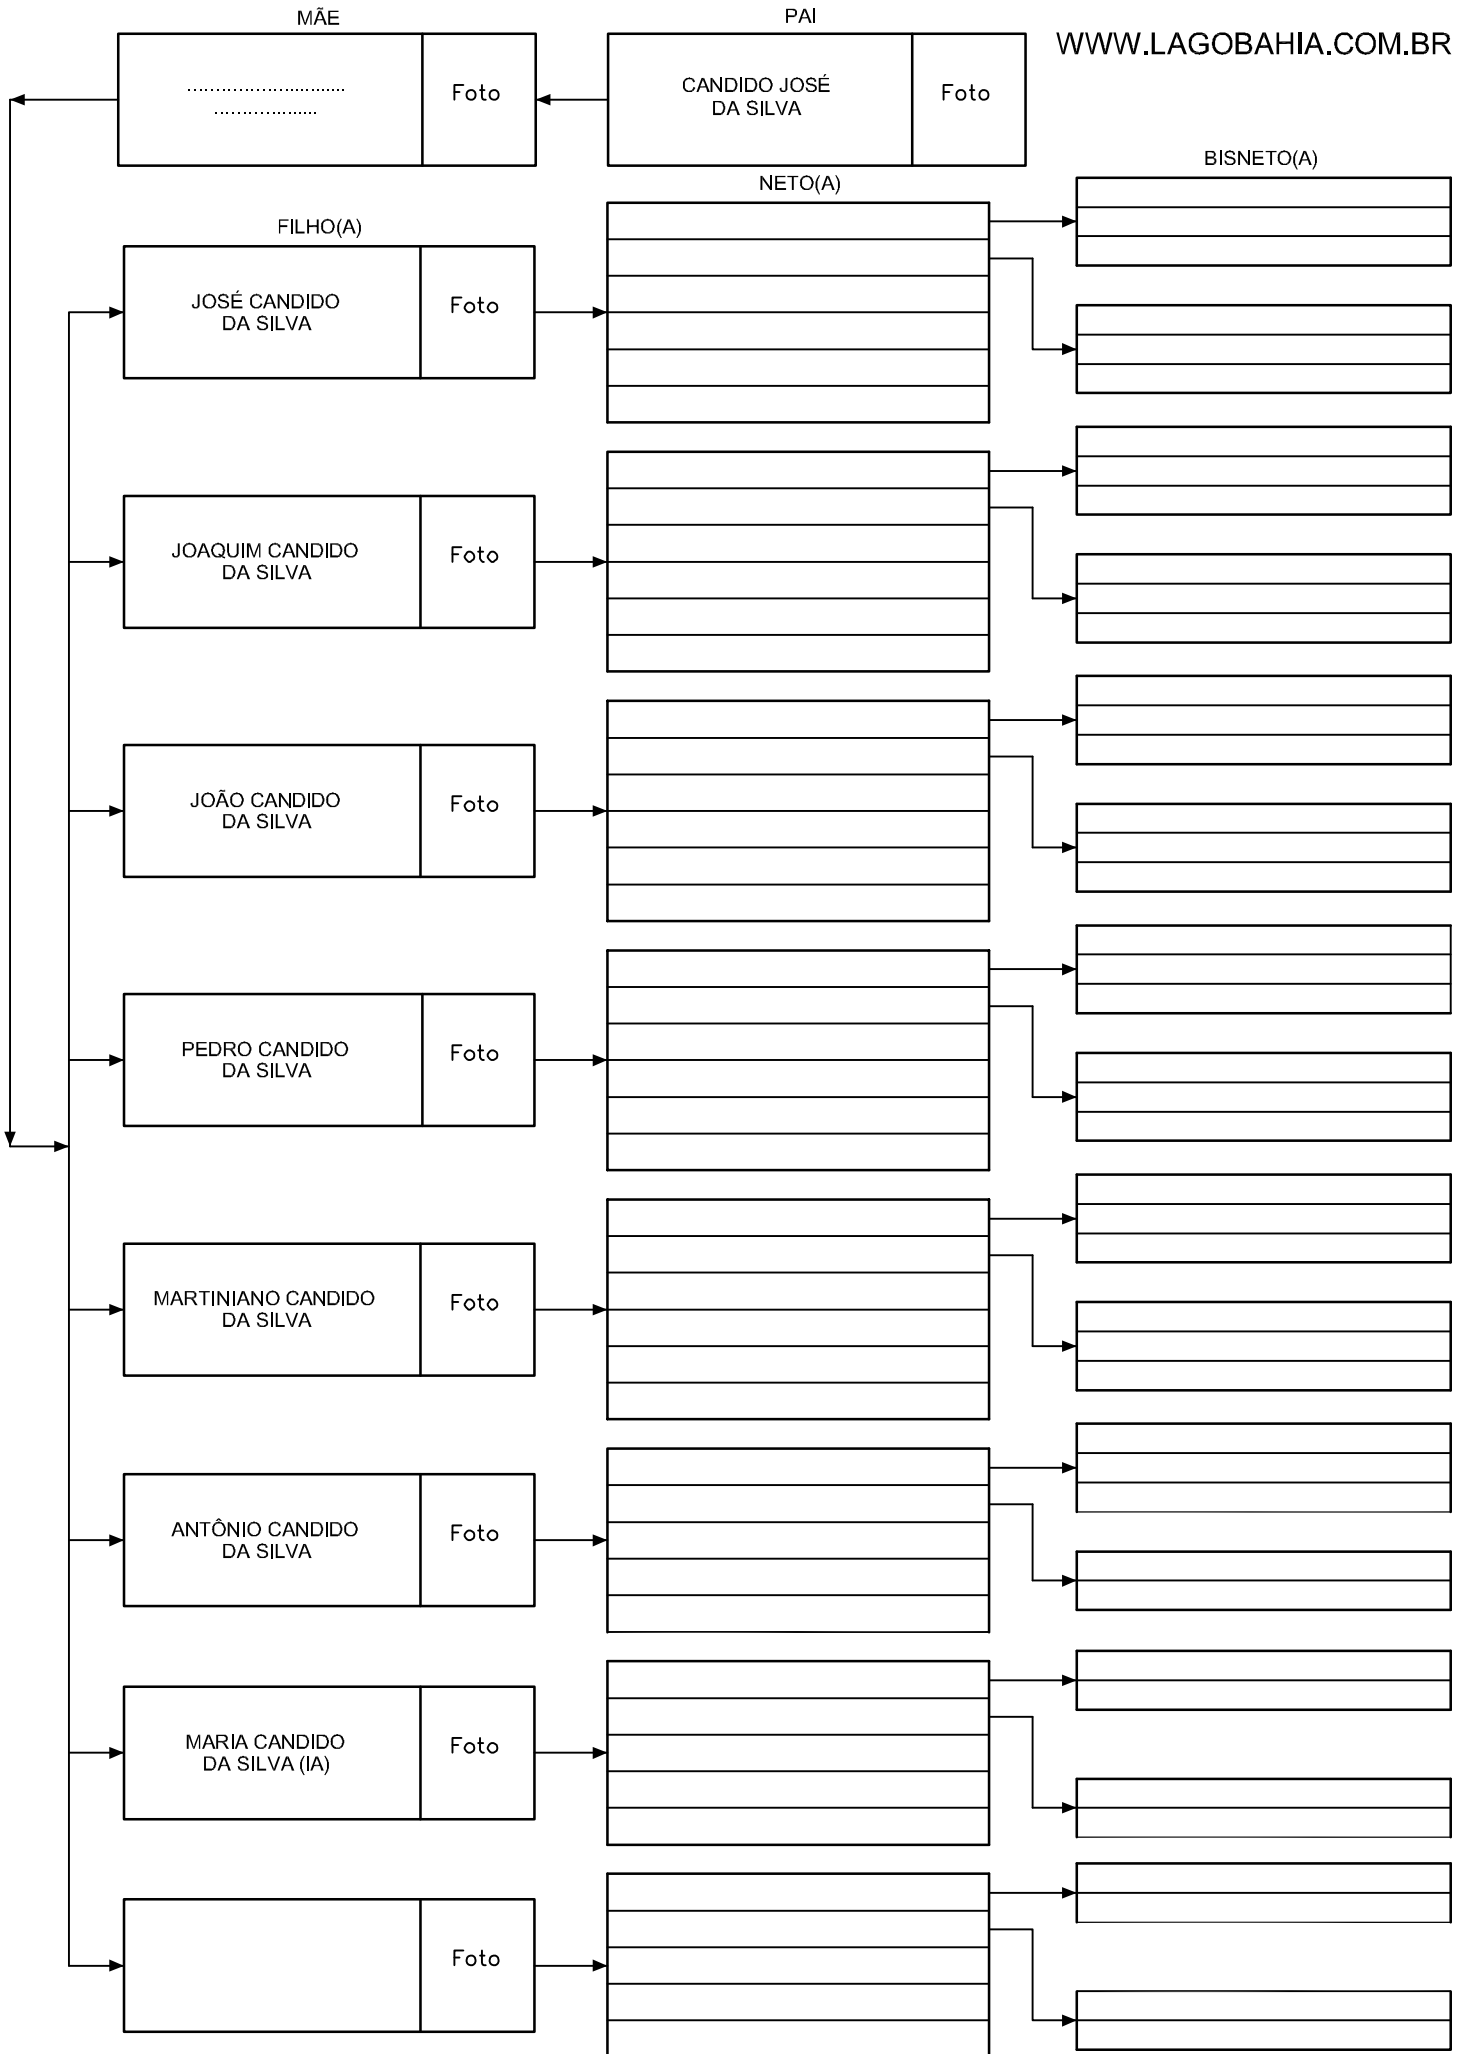 MÃE
PAI
WWW.LAGOBAHIA.COM.BR
............................
..................
Foto
CANDIDO JOSÉ
DA SILVA
Foto
FILHO(A)
NETO(A)
BISNETO(A)
JOSÉ CANDIDO
DA SILVA
Foto
JOAQUIM CANDIDO
DA SILVA
Foto
JOÃO CANDIDO
DA SILVA
Foto
PEDRO CANDIDO
DA SILVA
Foto
MARTINIANO CANDIDO
DA SILVA
Foto
ANTÔNIO CANDIDO
DA SILVA
Foto
MARIA CANDIDO
DA SILVA (IA)
Foto
Foto